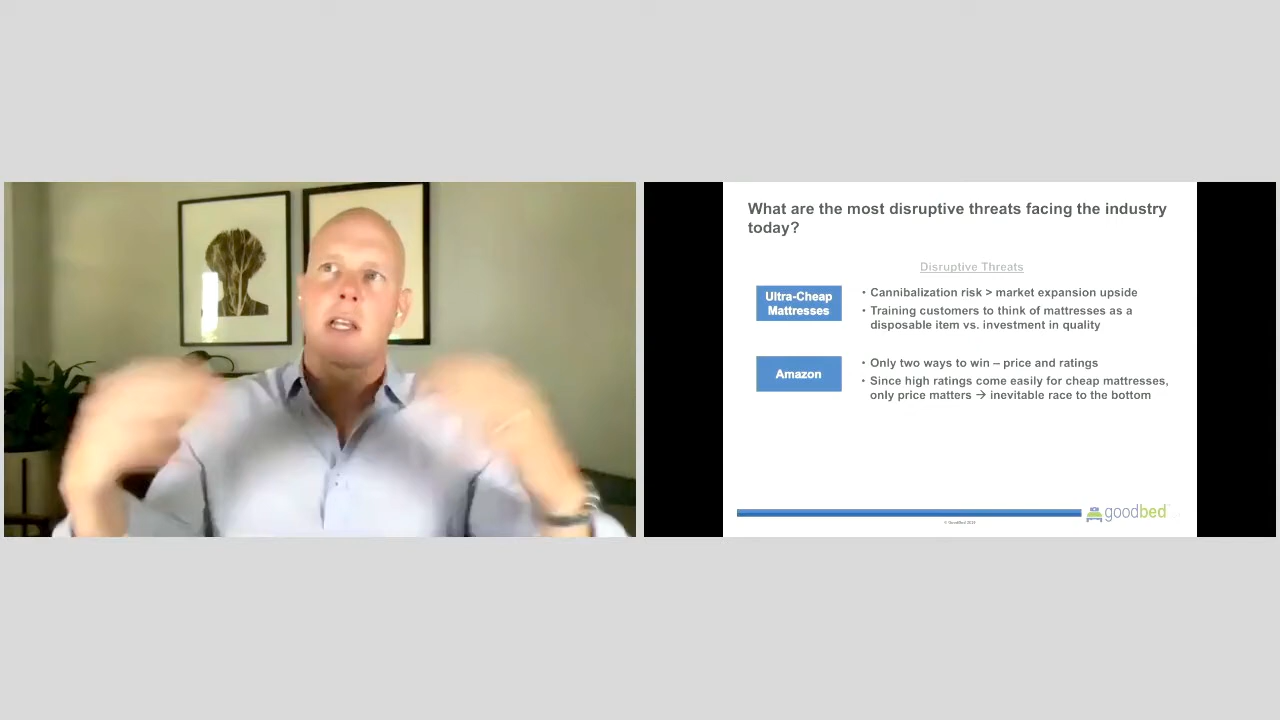 What are the most disruptive threats facing the industry
today?
Disruptive Threats
Ultra-Cheap
Mattresses
• Cannibalization risk > market expansion upside
• Training customers to think of mattresses as a
disposable item vs. investment in quality
Amazon
• Only two ways to win – price and ratings
• Since high ratings come easily for cheap mattresses,
only price matters → inevitable race to the bottom
goodbed